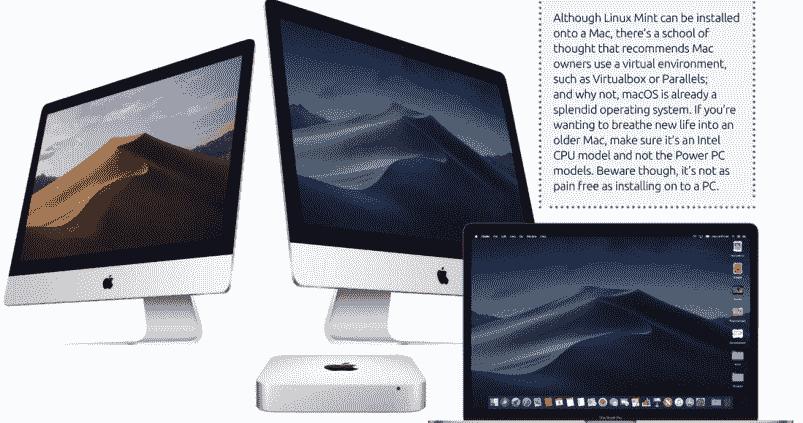 Although Linux Mint can be installed
onto a Mac, there's a school of
thought that recommends Mac
owners use a virtual environment,
such as Virtualbox or Parallels;
and why not, macOS is already a
splendid operating system. If you're
wanting to breathe new life into an
older Mac, make sure it's an Intel
CPU model and not the Power PC
models. Beware though, it's not as
pain free as installing on to a PC.
MacBook Pro